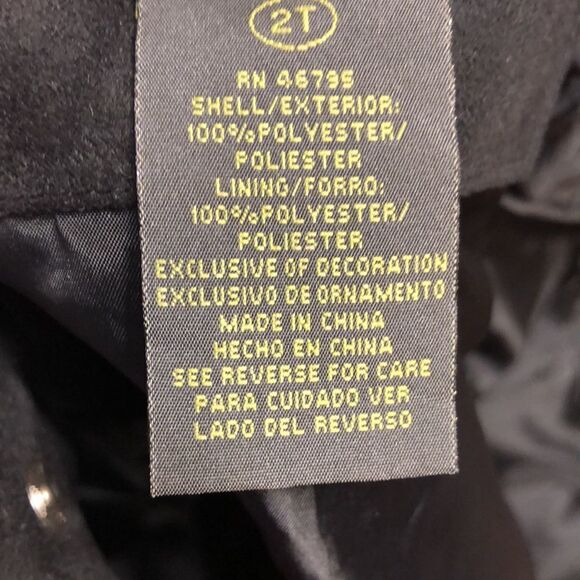 2T
RN 46795
SHELL/EXTERIOR:
100%POLYESTER/
POLIESTER
LINING/FORRO:
100%POLYESTER/
POLIESTER
EXCLUSIVE OF DECORATION
EXCLUSIVO DE ORNAMENTO
MADE IN CHINA
HECHO EN CHINA
SEE REVERSE FOR CARE
PARA CUIDADO VER
LADO DEL REVERSO